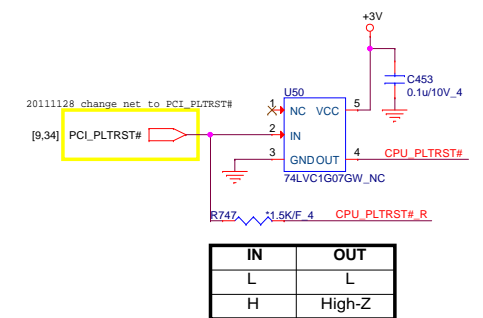 +3V
C453
0.1u/10V_4
U50
20111128 change net to PCI_PLTRST#
1 NC VCC 5
[9,34] PCI_PLTRST# 2 IN
3 GND OUT 4 CPU_PLTRST#
74LVC1G07GW_NC
R747 *1.5K/F_4 CPU_PLTRST#_R
IN OUT
L L
H High-Z